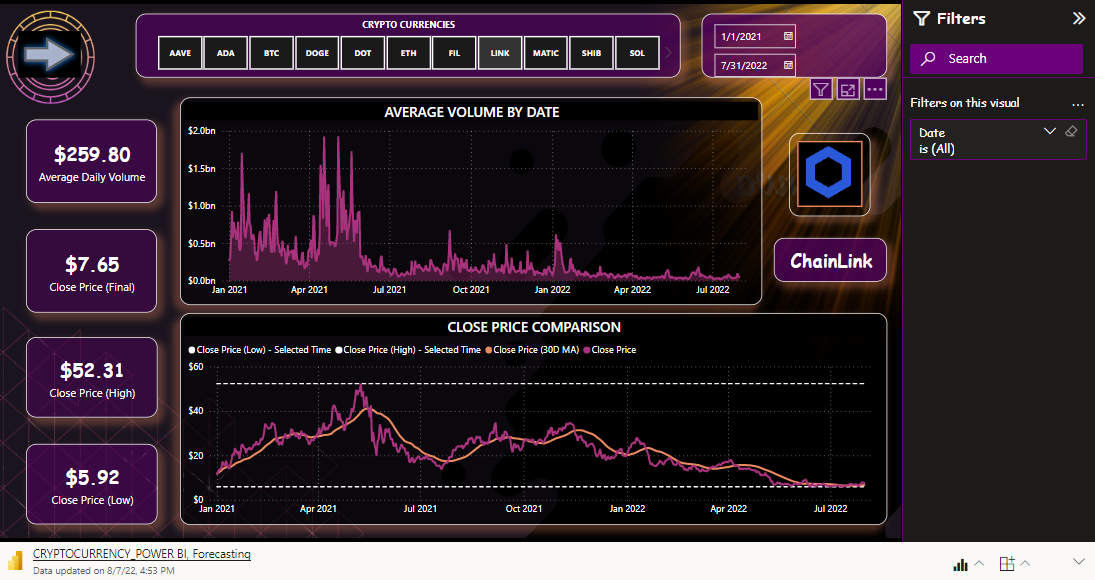 CRYPTO CURRENCIES
AAVE ADA BTC DOGE DOT ETH FIL LINK MATIC SHIB SOL
1/1/2021
7/31/2022
Filters
Search
Filters on this visual
...
Date
is (All)
$259.80
Average Daily Volume
$7.65
Close Price (Final)
$52.31
Close Price (High)
$5.92
Close Price (Low)
AVERAGE VOLUME BY DATE
$2.0bn
$1.5bn
$1.0bn
$0.5bn
$0.0bn
Jan 2021 Apr 2021 Jul 2021 Oct 2021 Jan 2022 Apr 2022 Jul 2022
ChainLink
CLOSE PRICE COMPARISON
Close Price (Low) - Selected Time Close Price (High) - Selected Time Close Price (30D MA) Close Price
$60
$40
$20
$0
Jan 2021 Apr 2021 Jul 2021 Oct 2021 Jan 2022 Apr 2022 Jul 2022
CRYPTOCURRENCY_POWER BI, Forecasting
Data updated on 8/7/22, 4:53 PM